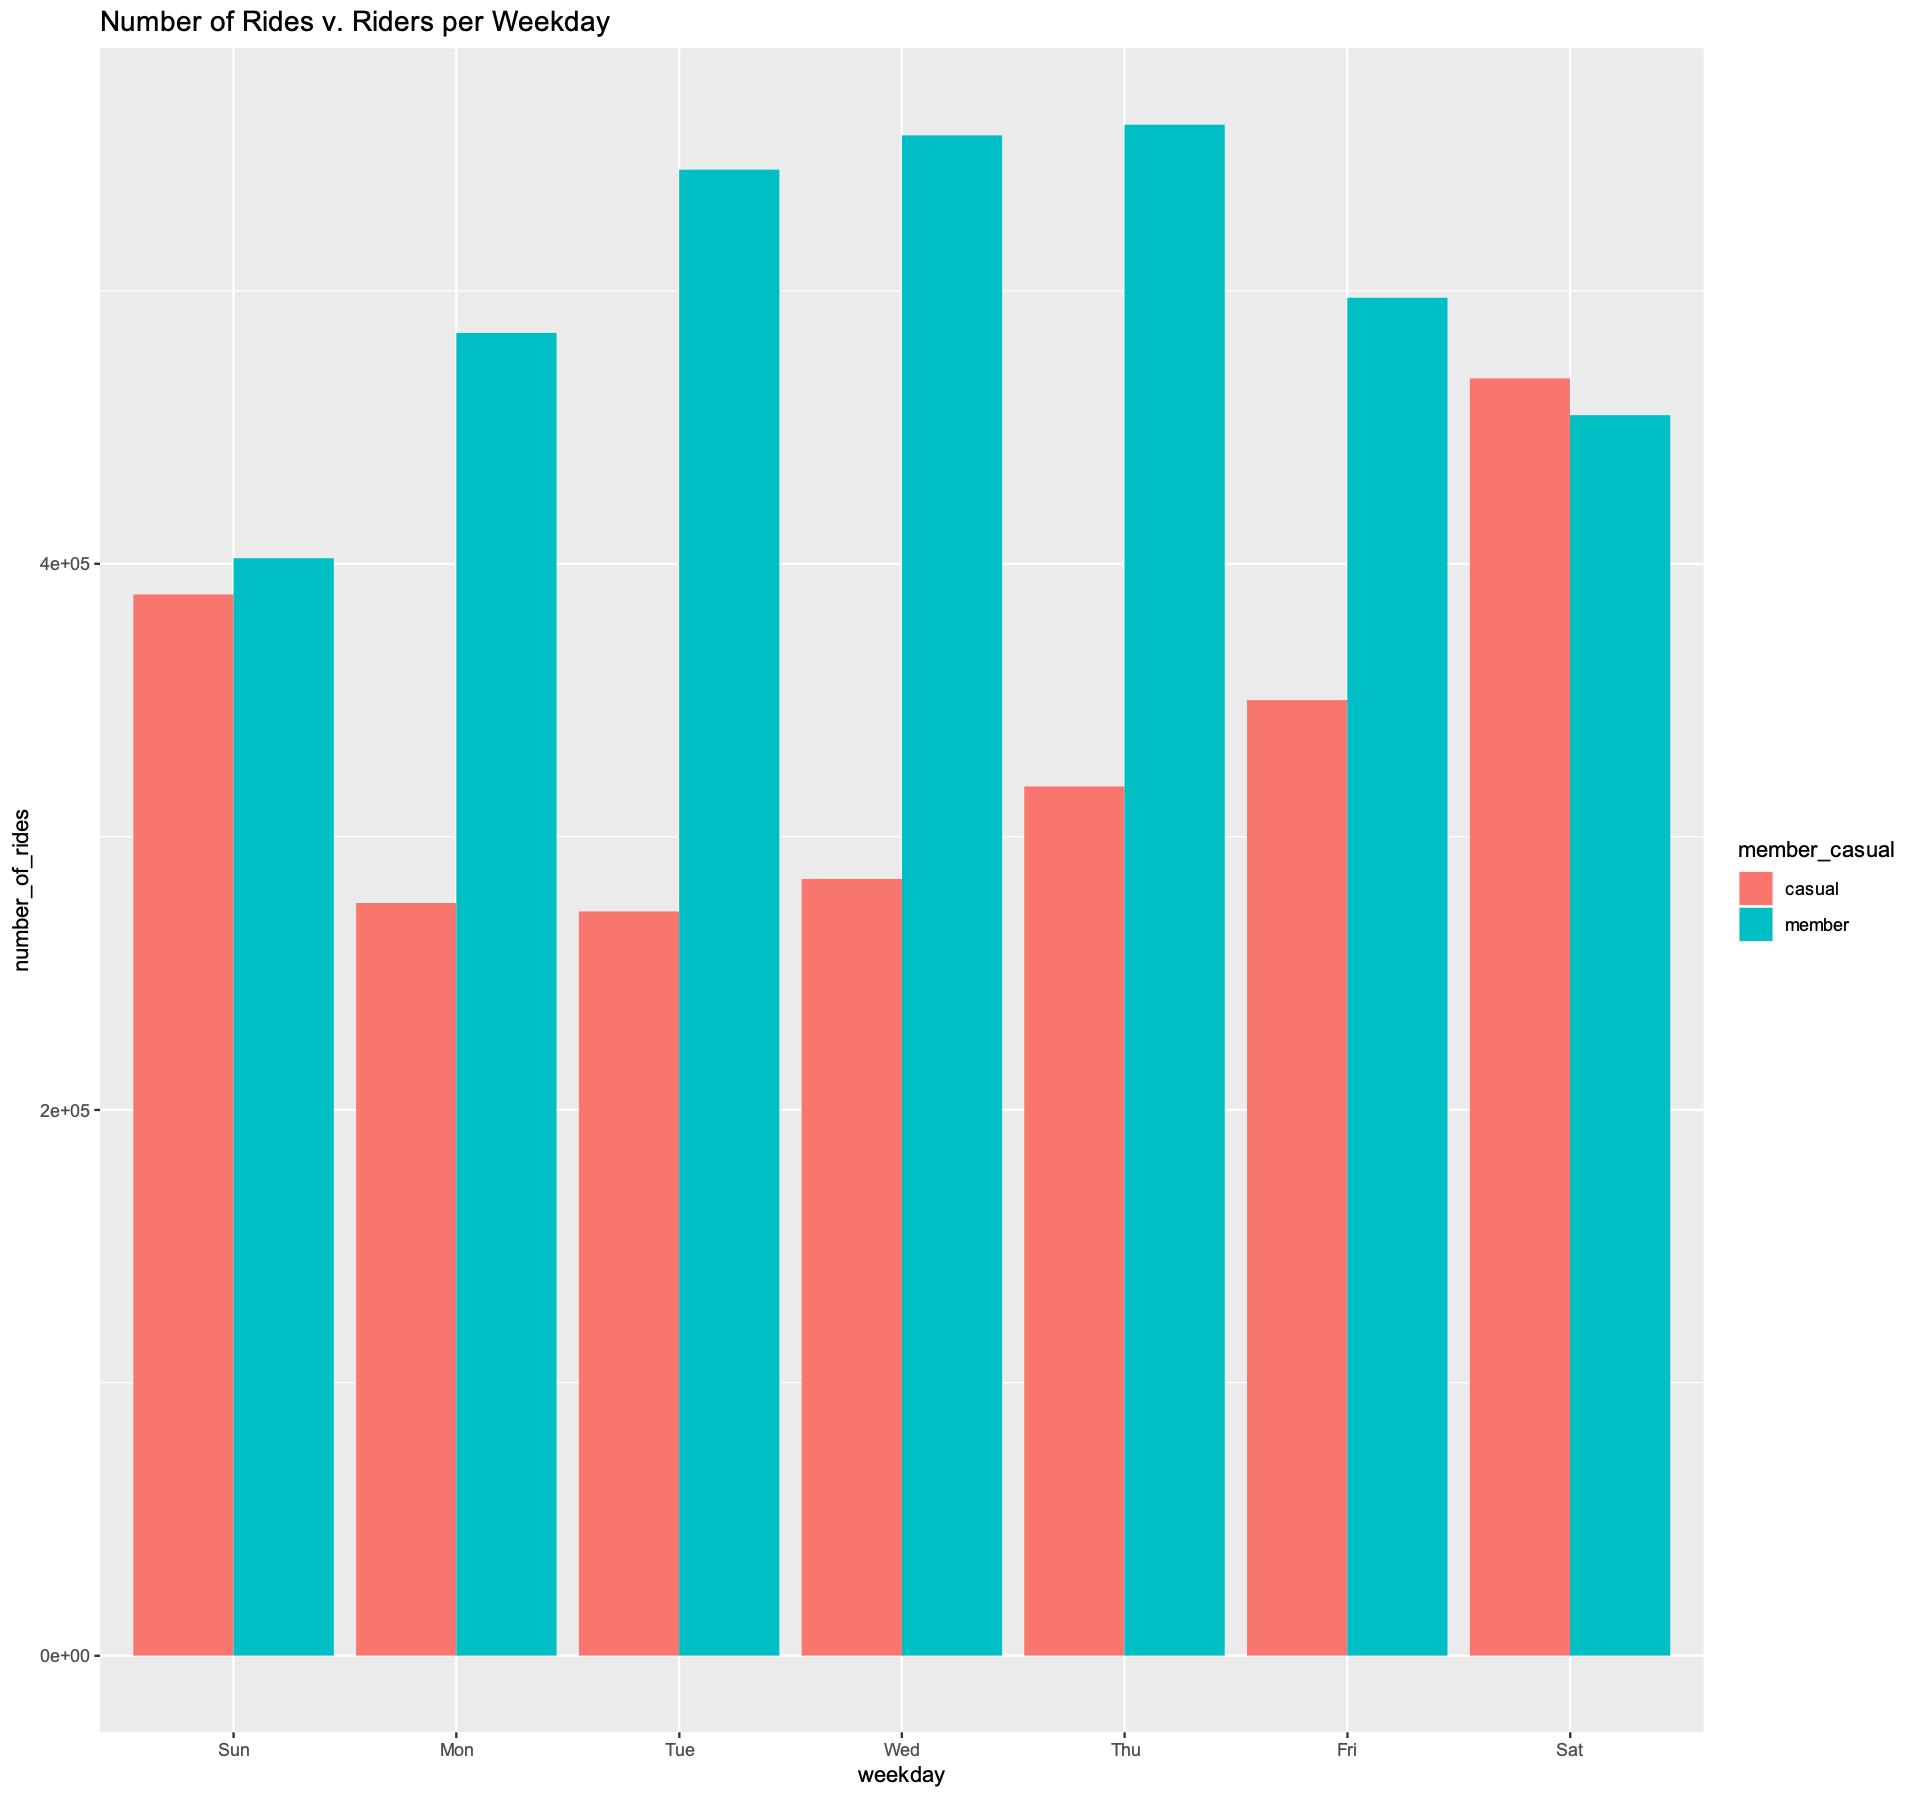 Number of Rides v. Riders per Weekday
number_of_rides
4e+05
2e+05
0e+00
Sun Mon Tue Wed Thu Fri Sat
weekday
member_casual
casual
member